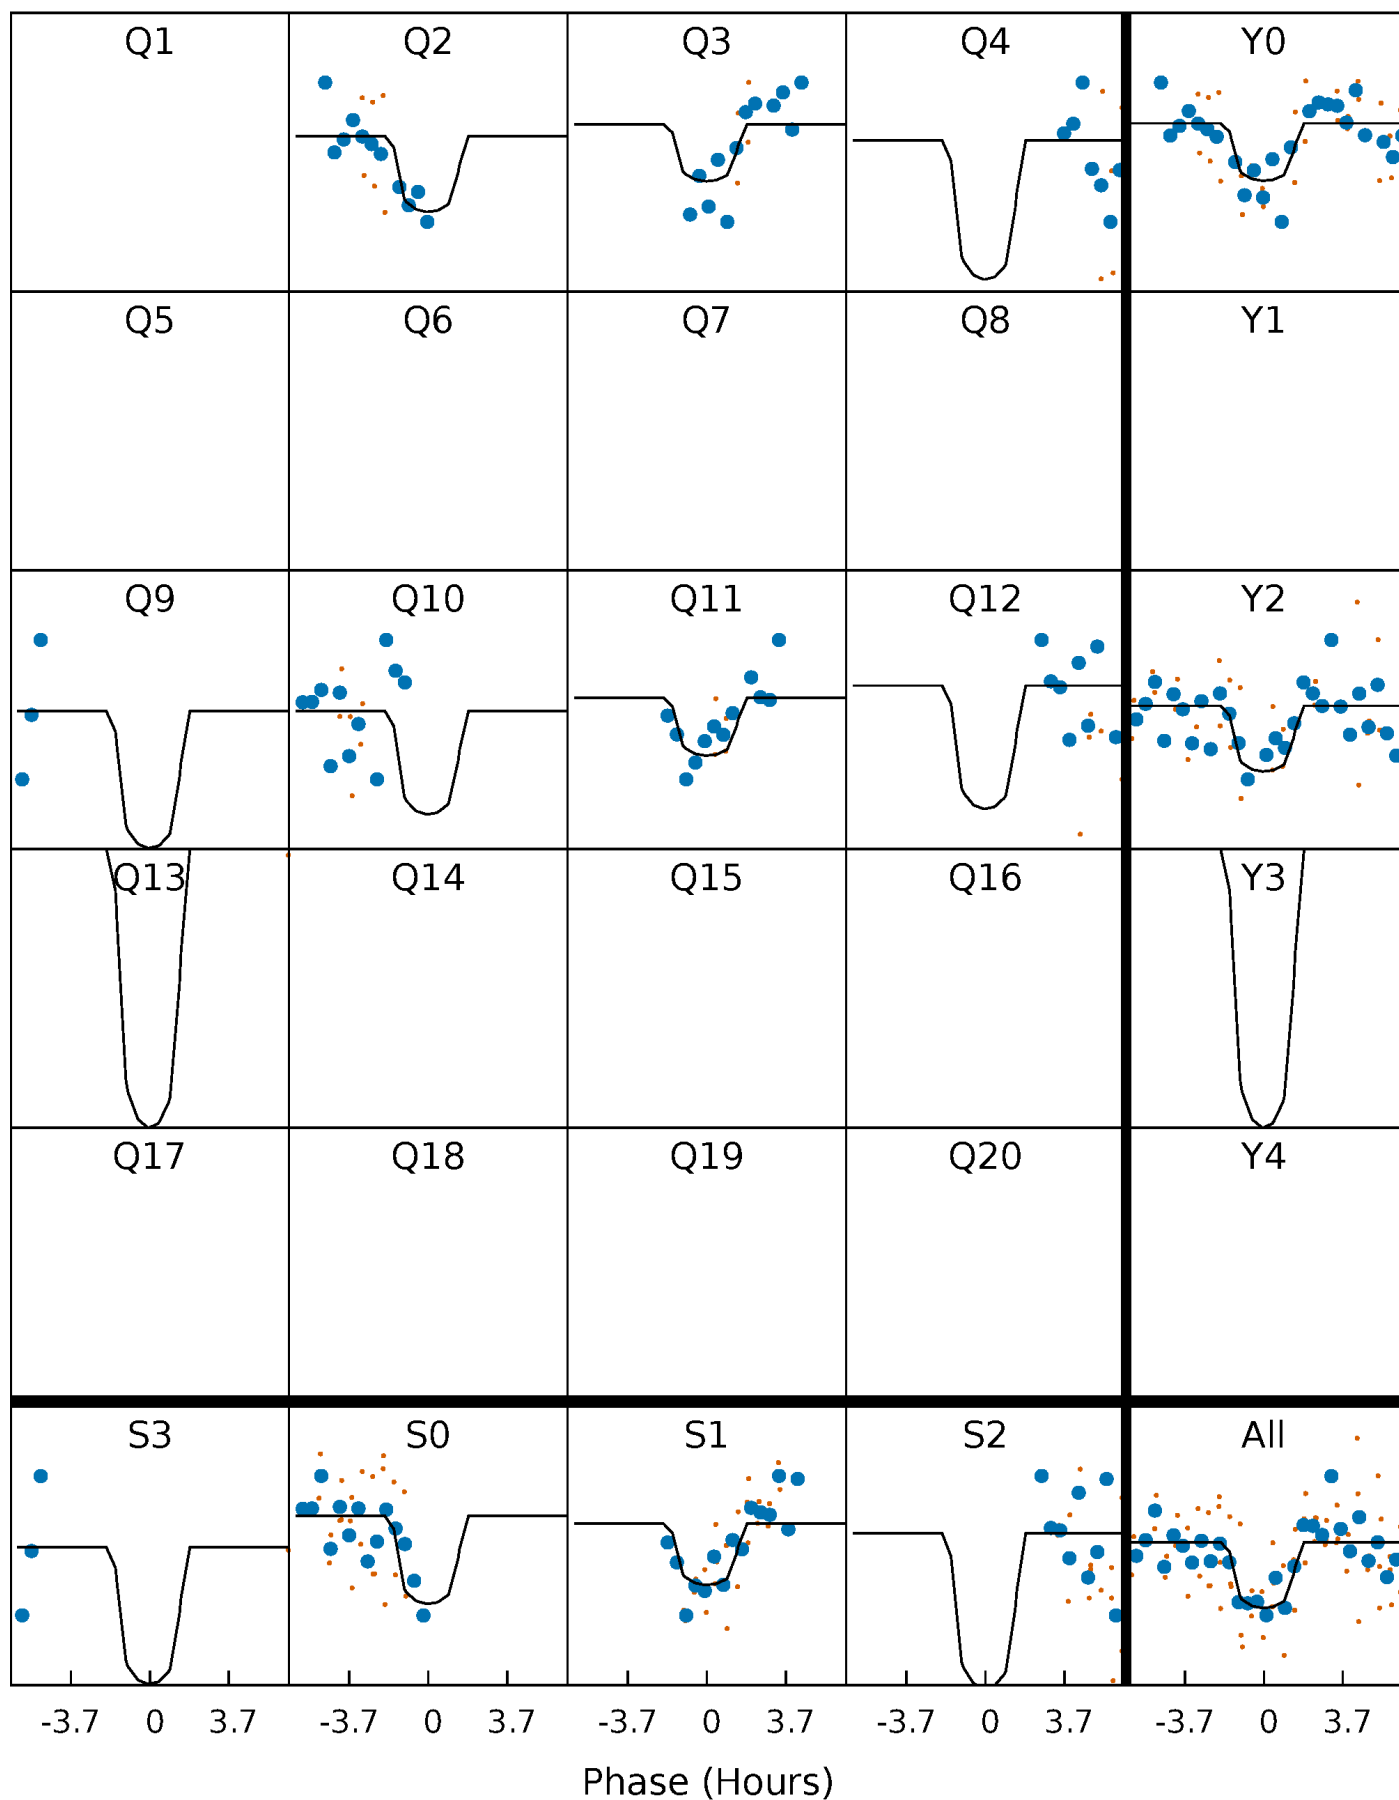 Q1 Q2 Q3 Q4 Y0
Q5 Q6 Q7 Q8 Y1
Q9 Q10 Q11 Q12 Y2
Q13 Q14 Q15 Q16 Y3
Q17 Q18 Q19 Q20 Y4
S3 S0 S1 S2 All
-3.7 0 3.7 -3.7 0 3.7 -3.7 0 3.7 -3.7 0 3.7 -3.7 0 3.7
Phase (Hours)